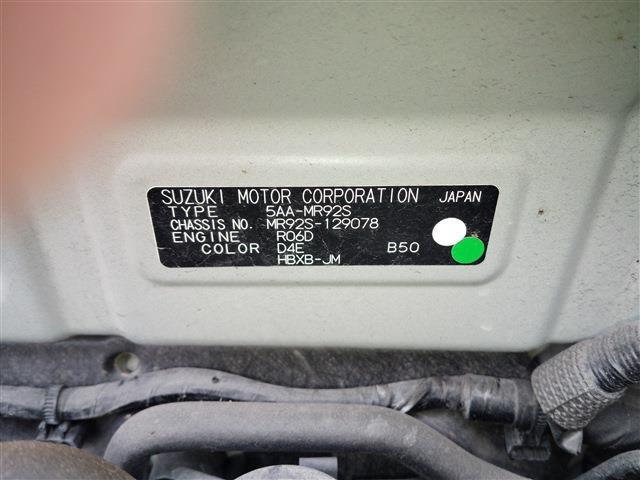 SUZUKI MOTOR CORPORATION JAPAN
TYPE 5AA-MR92S
CHASSIS NO. MR92S-129078
ENGINE R06D
COLOR D4E B50
HBXB-JM